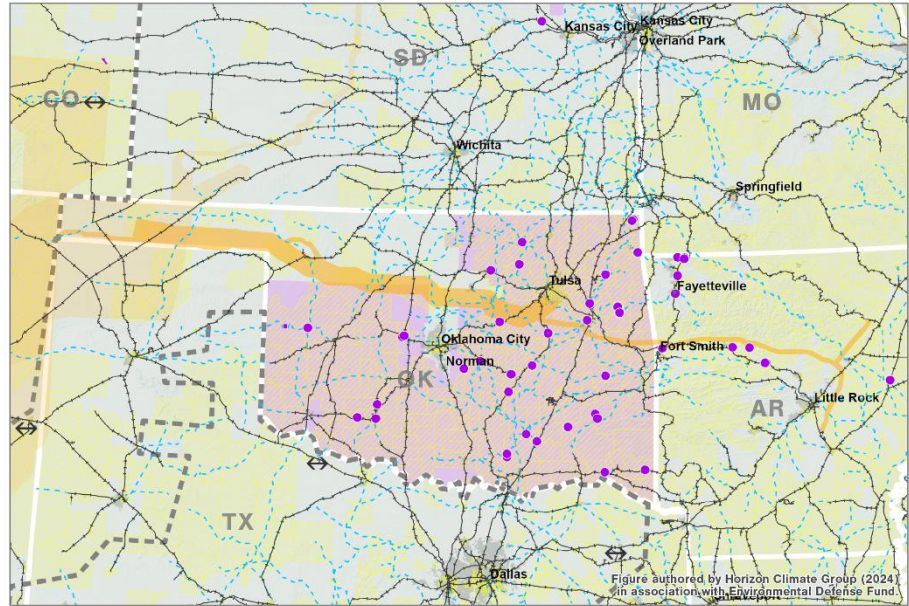 Kansas City
Kansas City
Overland Park
SD
CO
MO
Wichita
Springfield
Tulsa
Fayetteville
Oklahoma City
Norman
Fort Smith
OK
AR
Little Rock
TX
Dallas
Figure authored by Horizon Climate Group (2024)
in association with Environmental Defense Fund.